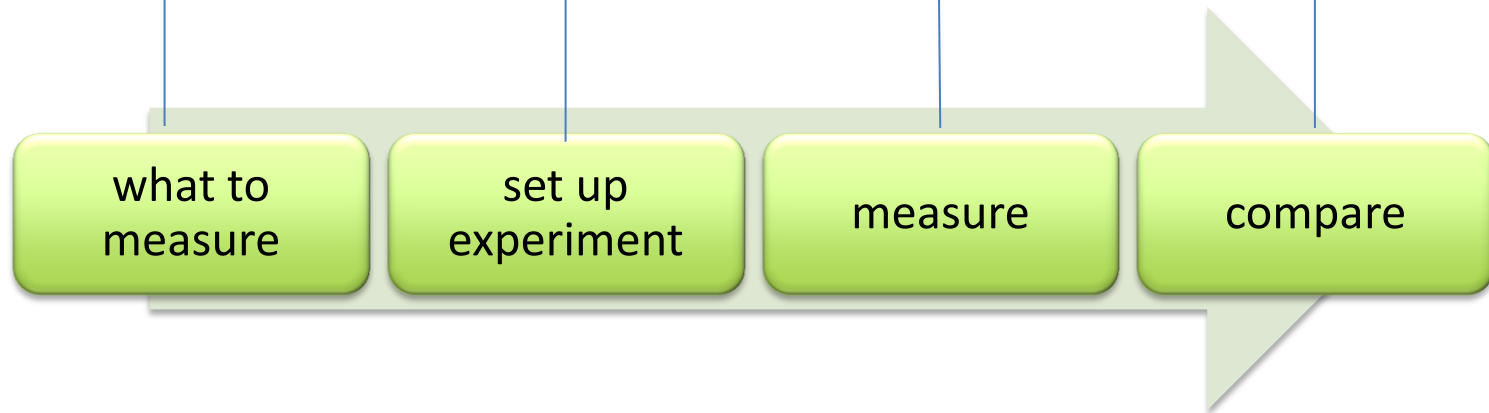 what to
measure
set up
experiment
measure
compare